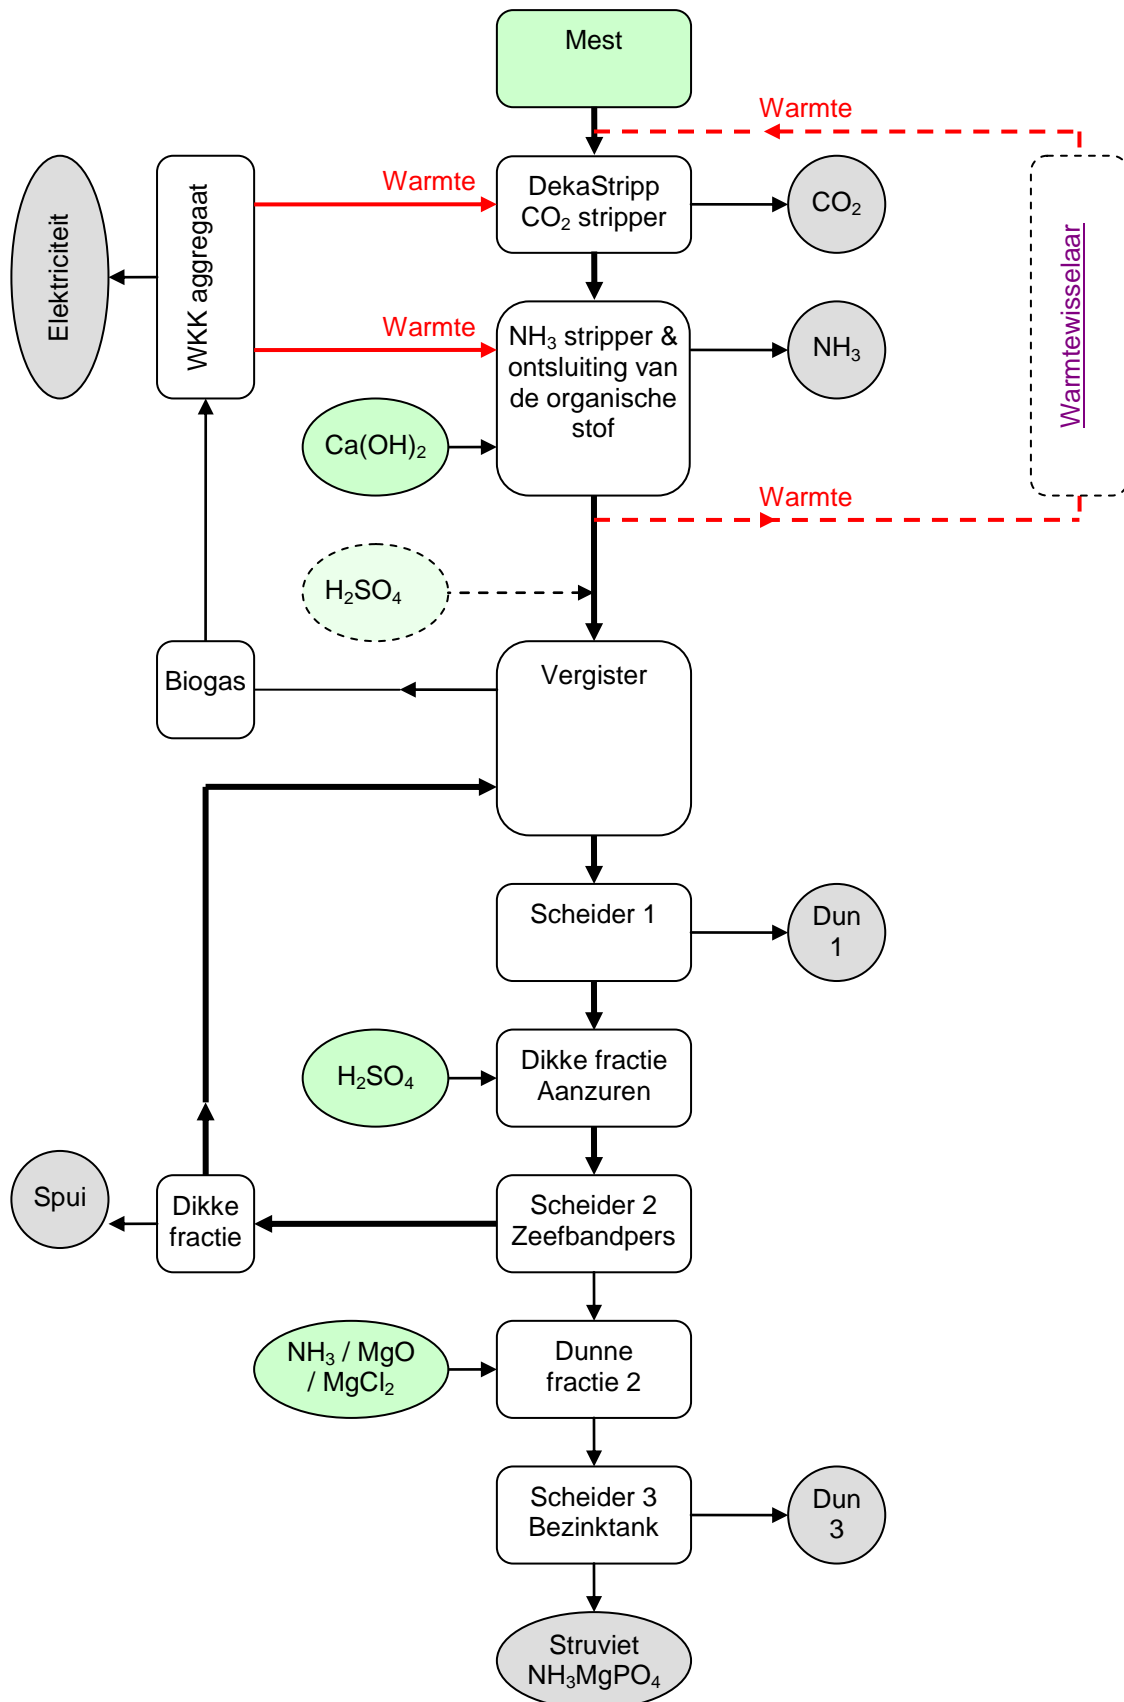 Mest
Warmte
Elektriciteit
WKK aggregaat
Warmte
DekaStripp
CO₂ stripper
CO₂
Warmtewisselaar
Warmte
NH₃ stripper &
ontsluiting van
de organische
stof
NH₃
Ca(OH)₂
Warmte
H₂SO₄
Biogas
Vergister
Scheider 1
Dun
1
H₂SO₄
Dikke fractie
Aanzuren
Spui
Dikke
fractie
Scheider 2
Zeefbandpers
NH₃ / MgO
/ MgCl₂
Dunne
fractie 2
Scheider 3
Bezinktank
Dun
3
Struviet
NH₃MgPO₄